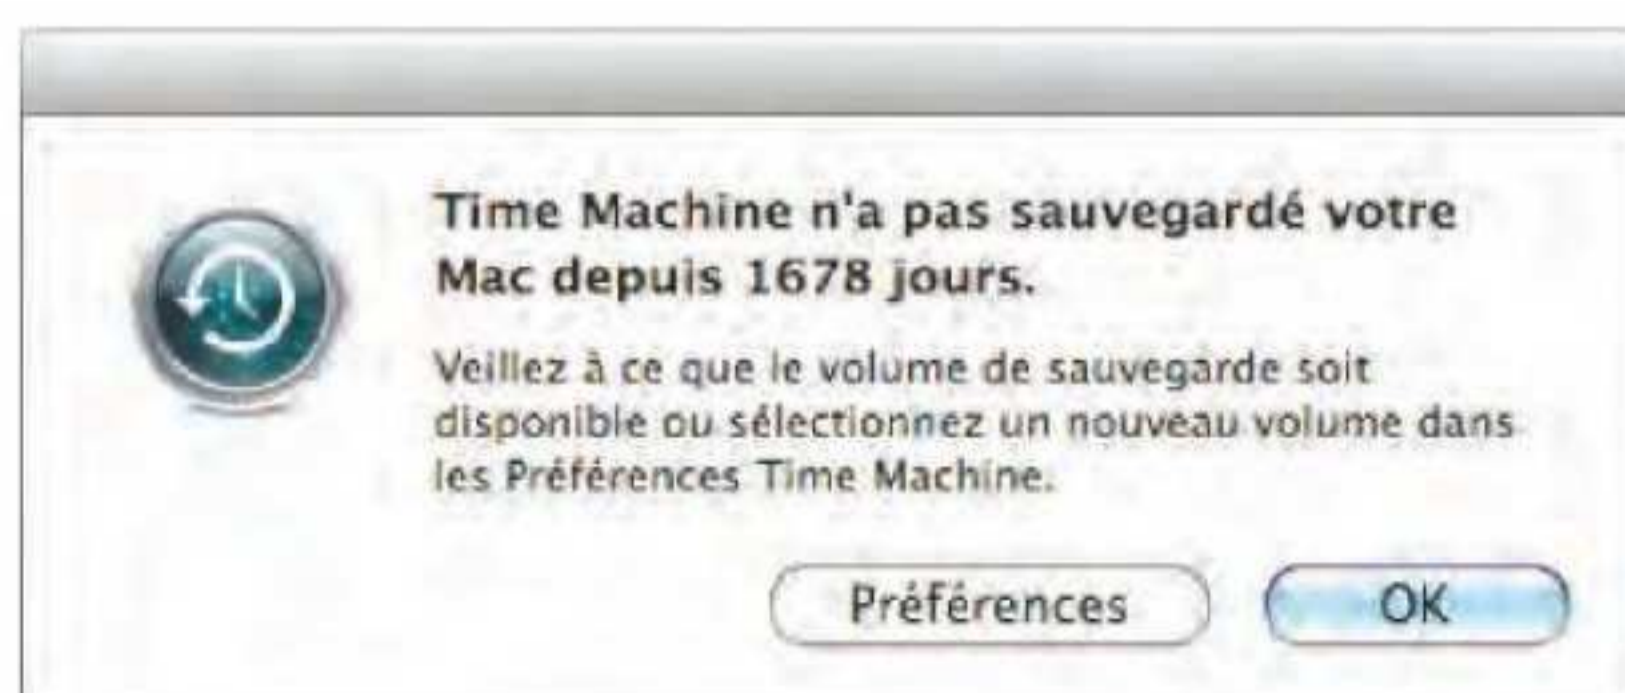 Time Machine n'a pas sauvegardé votre
Mac depuis 1678 jours.
Veillez à ce que le volume de sauvegarde soit
disponible ou sélectionnez un nouveau volume dans
les Préférences Time Machine.
Préférences
OK